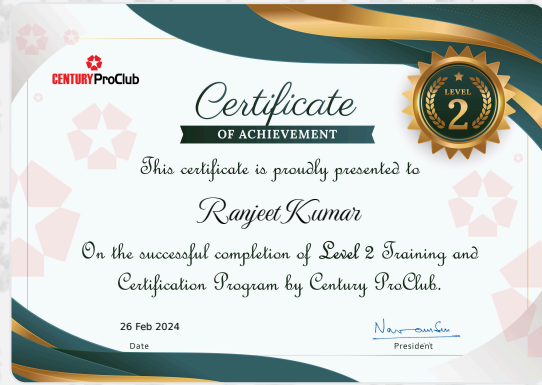 CENTURY ProClub
Certificate
OF ACHIEVEMENT
LEVEL
2
This certificate is proudly presented to
Ranjeet Kumar
On the successful completion of Level 2 Training and
Certification Program by Century ProClub.
26 Feb 2024
Date
President